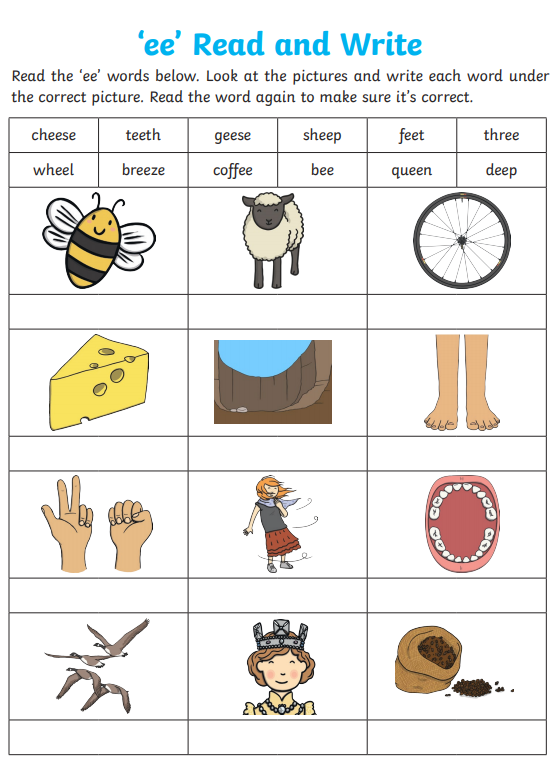 ‘ee’ Read and Write
Read the ‘ee’ words below. Look at the pictures and write each word under
the correct picture. Read the word again to make sure it’s correct.
cheese teeth geese sheep feet three
wheel breeze coffee bee queen deep